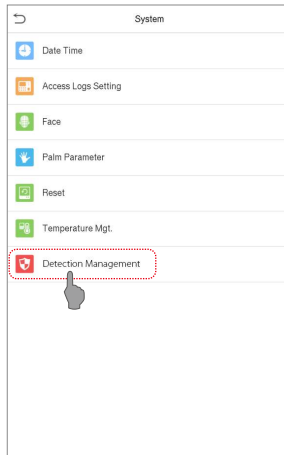 System
Date Time
Access Logs Setting
Face
Palm Parameter
Reset
Temperature Mgt.
Detection Management